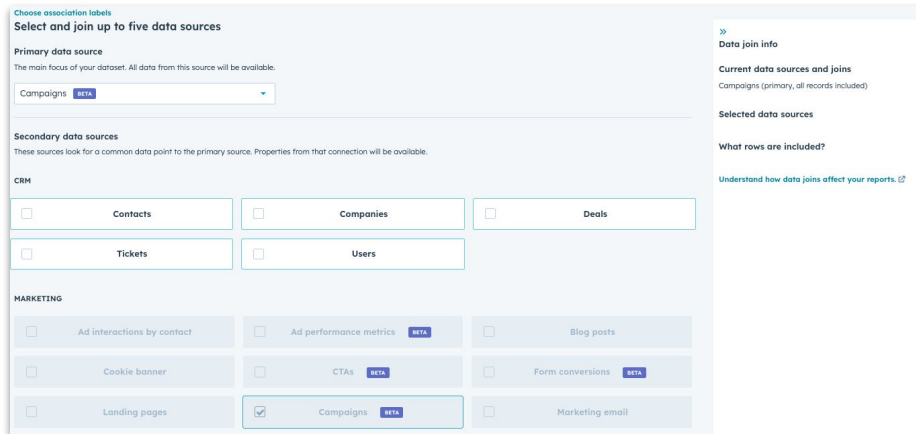 Choose association labels
Select and join up to five data sources
Primary data source
The main focus of your dataset. All data from this source will be available.
Campaigns BETA
Secondary data sources
These sources look for a common data point to the primary source. Properties from that connection will be available.
CRM
Contacts
Companies
Deals
Tickets
Users
MARKETING
Ad interactions by contact
Ad performance metrics BETA
Blog posts
Cookie banner
CTAs BETA
Form conversions BETA
Landing pages
Campaigns BETA
Marketing email
»
Data join info
Current data sources and joins
Campaigns (primary, all records included)
Selected data sources
What rows are included?
Understand how data joins affect your reports.